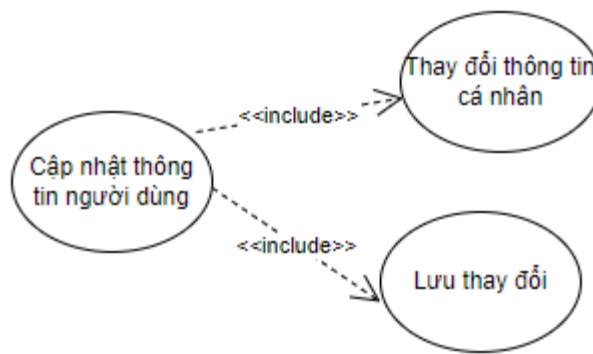 Thay đổi thông tin
cá nhân
<<include>>
Cập nhật thông
tin người dùng
<<include>>
Lưu thay đổi